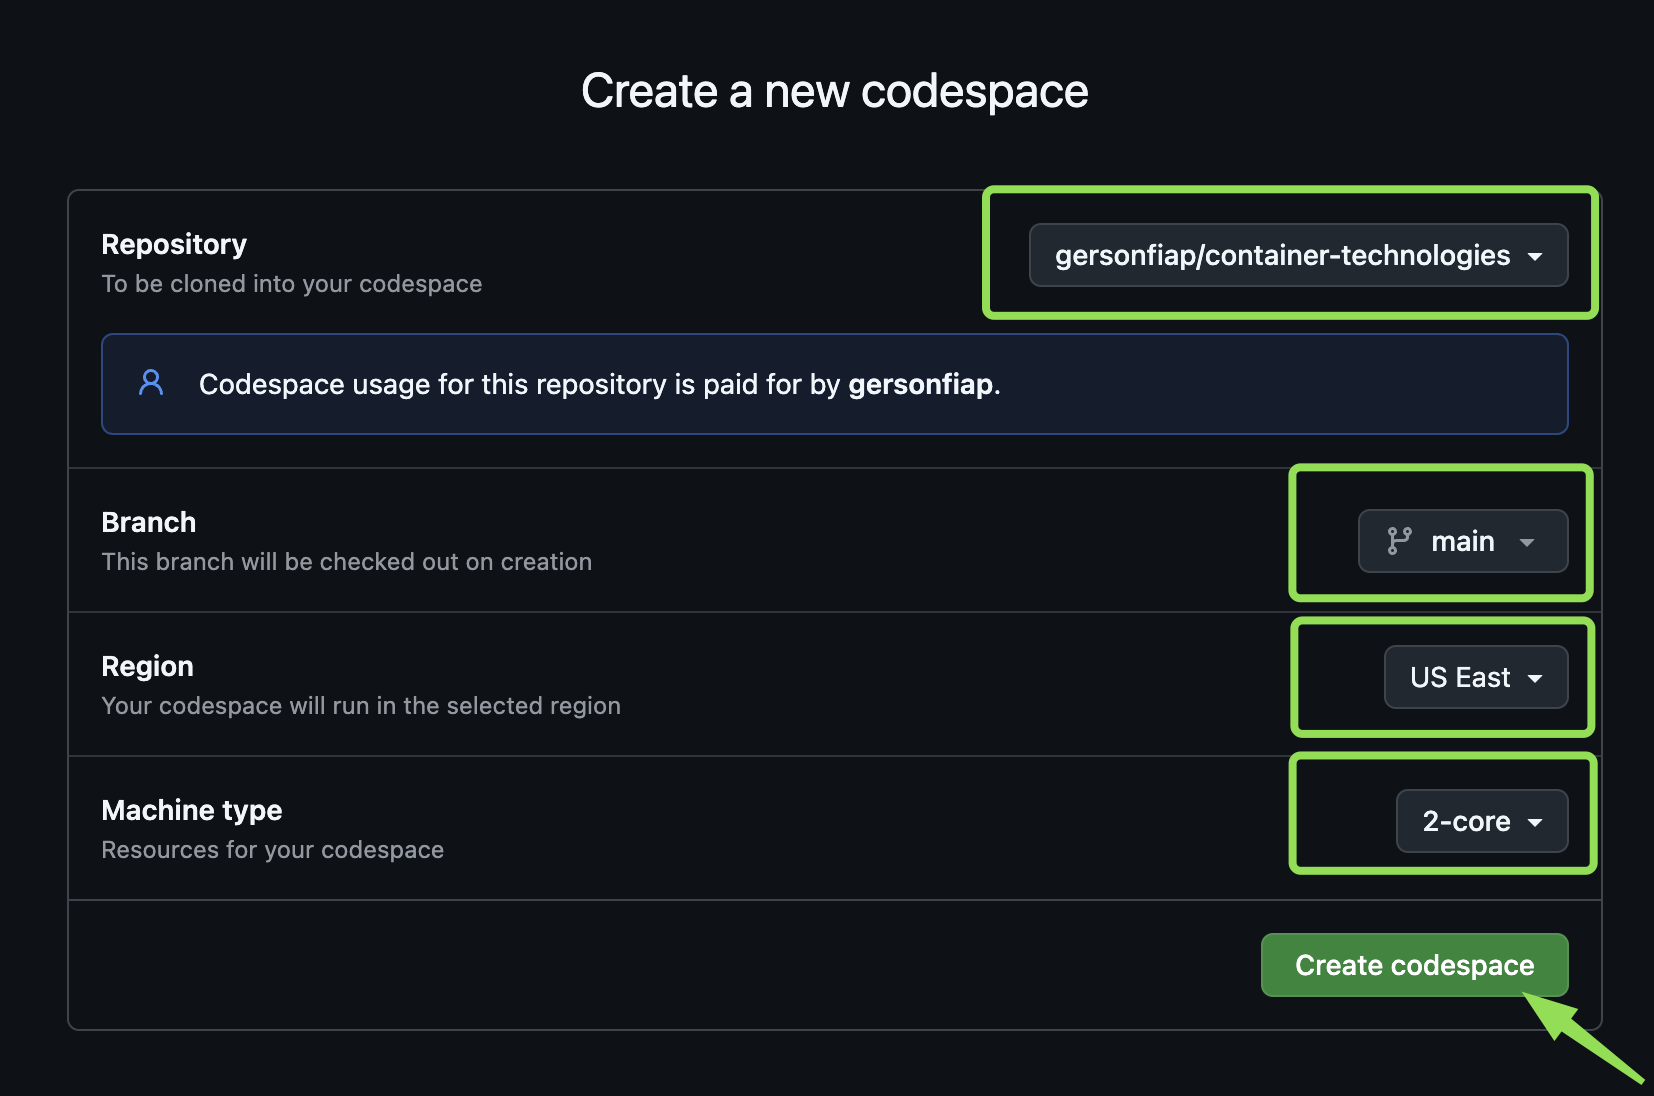 Create a new codespace
Repository
To be cloned into your codespace
gersonfiap/container-technologies
Codespace usage for this repository is paid for by gersonfiap.
Branch
This branch will be checked out on creation
main
Region
Your codespace will run in the selected region
US East
Machine type
Resources for your codespace
2-core
Create codespace